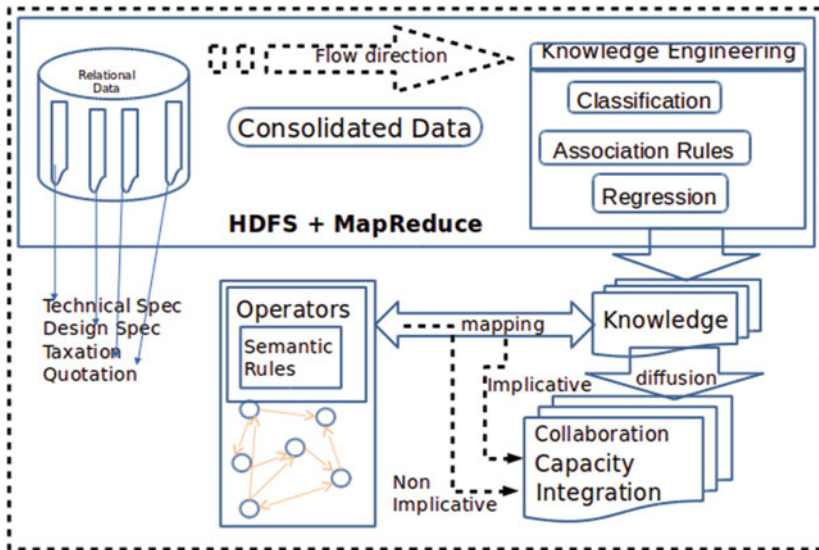 Relational
Data
Flow direction
Knowledge Engineering
Classification
Consolidated Data
Association Rules
Regression
HDFS + MapReduce
Technical Spec
Design Spec
Taxation
Quotation
Operators
Semantic
Rules
mapping
Knowledge
Implicative
diffusion
Collaboration
Capacity
Integration
Non
Implicative